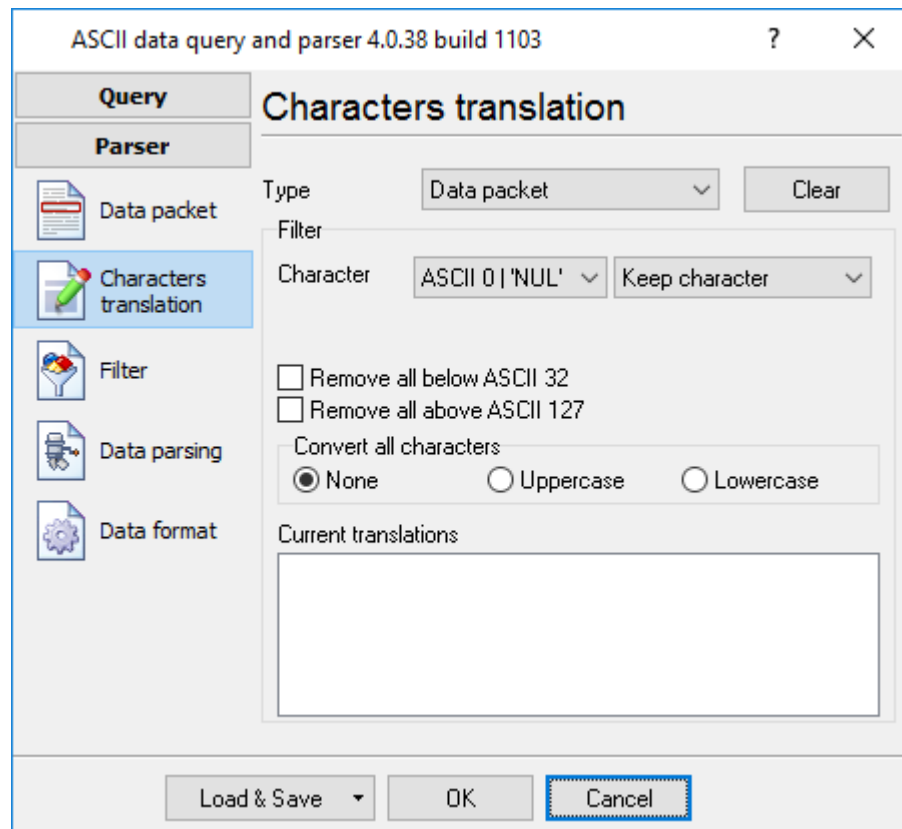 ASCII data query and parser 4.0.38 build 1103 ?
Query
Parser
Data packet
Characters
translation
Filter
Data parsing
Data format
Characters translation
Type Data packet Clear
Filter
Character ASCII 0 | 'NUL' Keep character
Remove all below ASCII 32
Remove all above ASCII 127
Convert all characters
None Uppercase Lowercase
Current translations
Load & Save OK Cancel